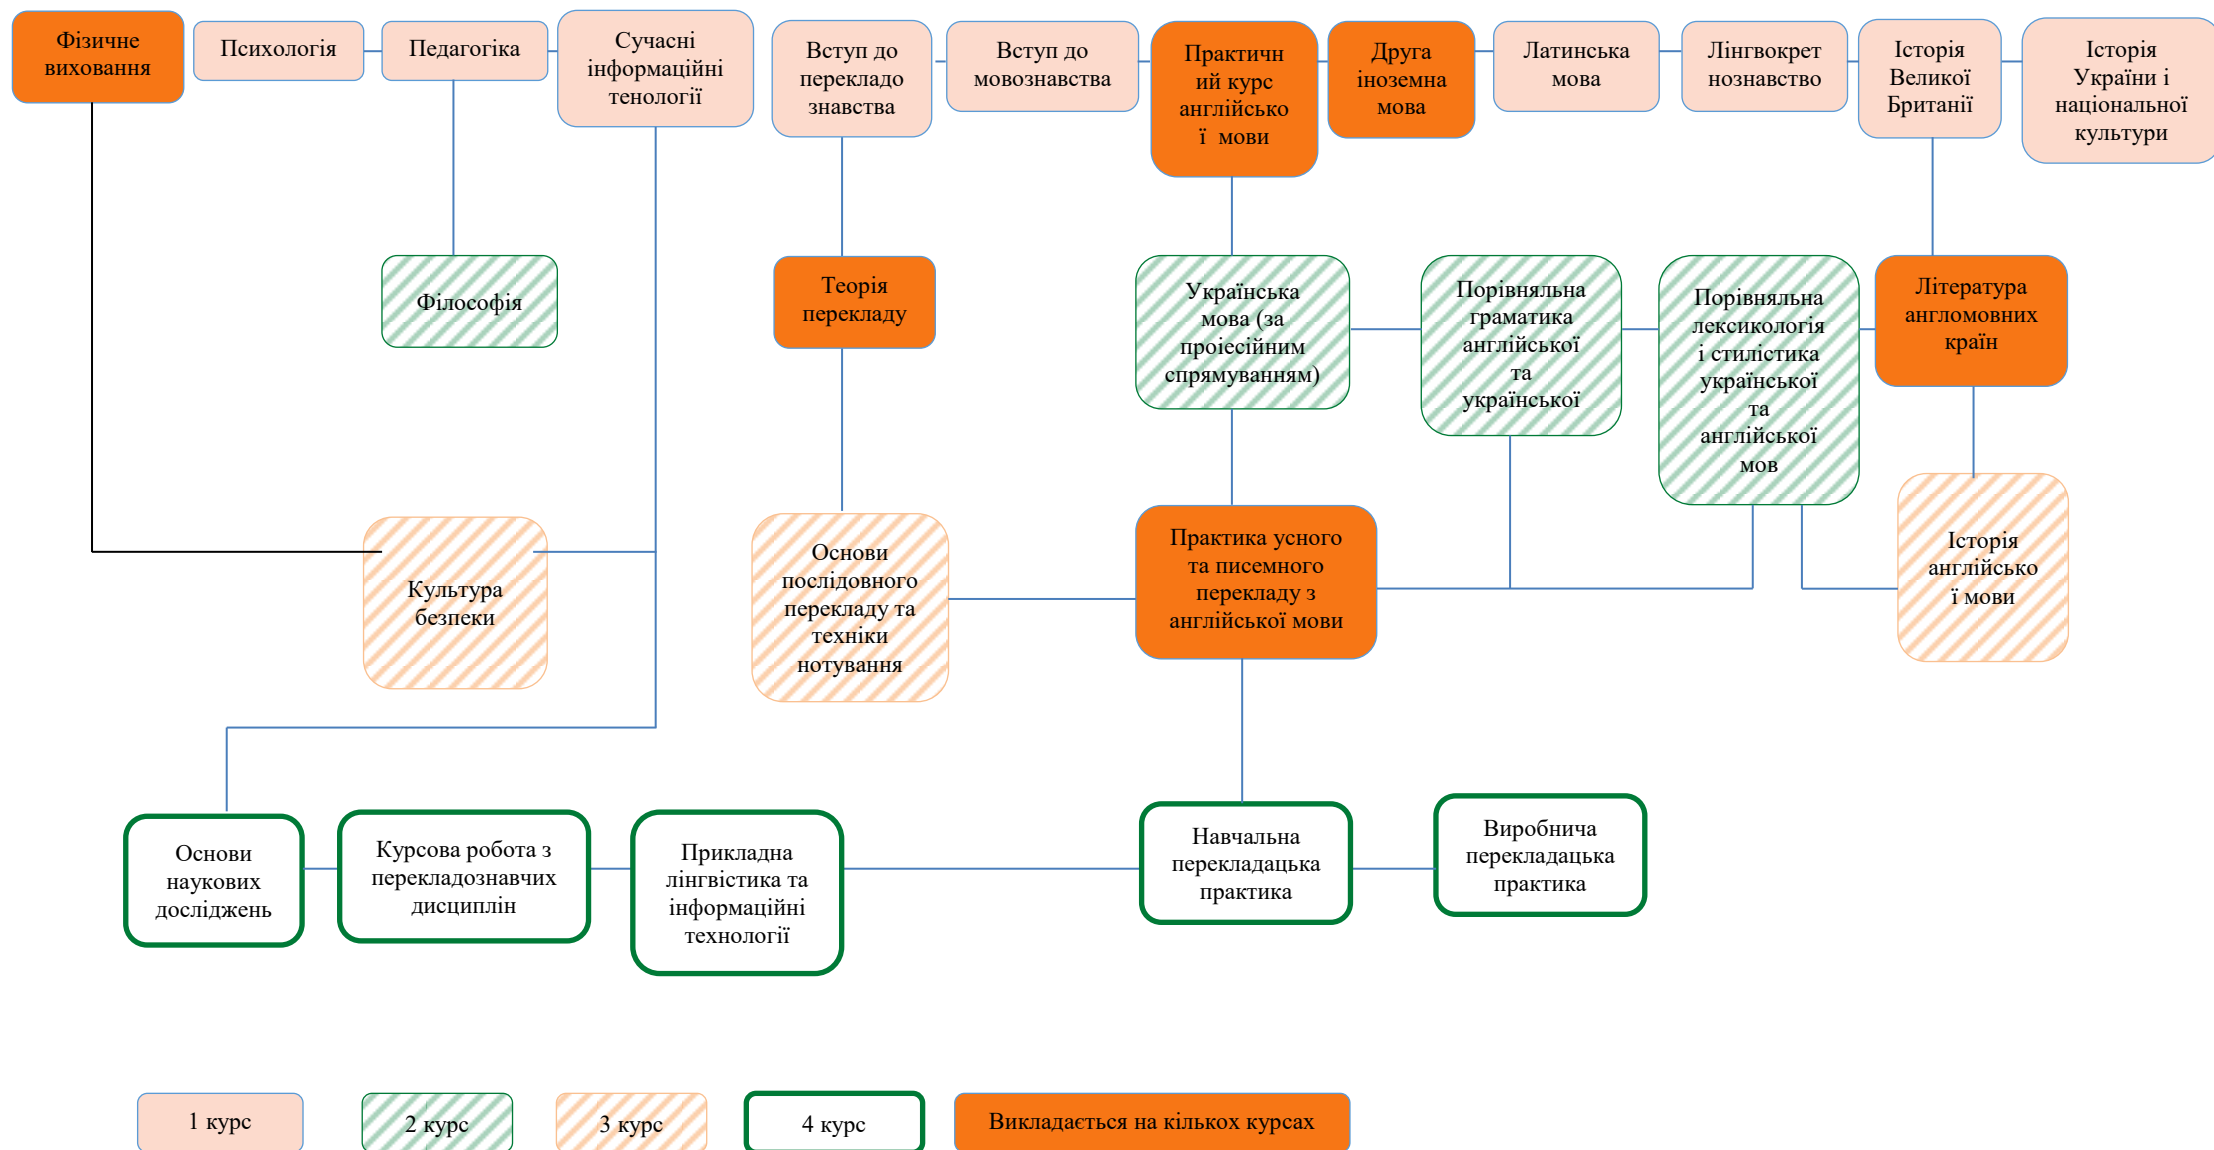 Фізичне
виховання
Психологія
Педагогіка
Сучасні
інформаційні
тенології
Вступ до
перекладо
знавства
Вступ до
мовознавства
Практичн
ий курс
англійсько
ї мови
Друга
іноземна
мова
Латинська
мова
Лінгвокрет
нознавство
Історія
Великої
Британії
Історія
України і
національної
культури
Філософія
Теорія
перекладу
Українська
мова (за
проіесійним
спрямуванням)
Порівняльна
граматика
англійської
та
української
Порівняльна
лексикологія
і стилістика
української
та
англійської
мов
Література
англомовних
країн
Культура
безпеки
Основи
послідовного
перекладу та
техніки
нотування
Практика усного
та писемного
перекладу з
англійської мови
Історія
англійсько
ї мови
Основи
наукових
досліджень
Курсова робота з
перекладознавчих
дисциплін
Прикладна
лінгвістика та
інформаційні
технології
Навчальна
перекладацька
практика
Виробнича
перекладацька
практика
1 курс
2 курс
3 курс
4 курс
Викладається на кількох курсах